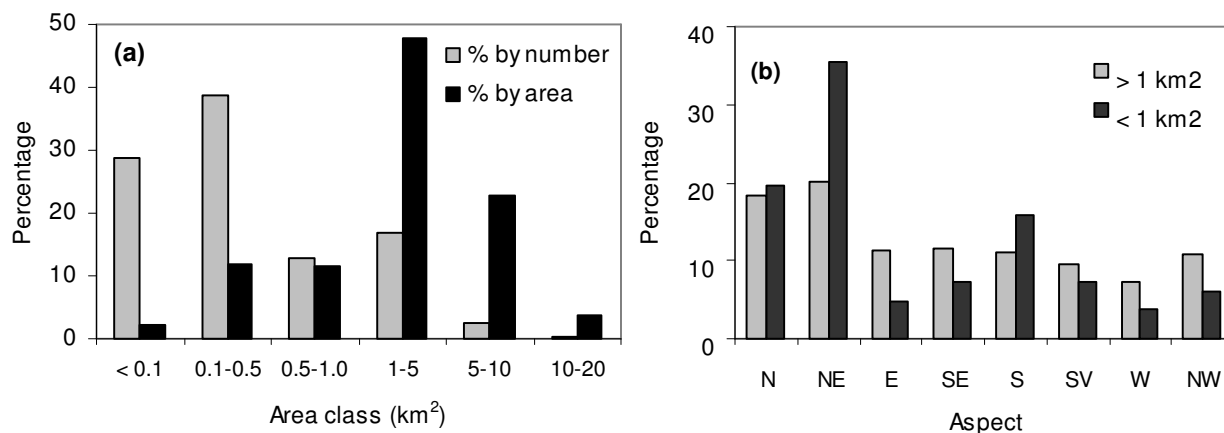 (a)
% by number
% by area
Percentage
50
40
30
20
10
0
< 0.1 0.1-0.5 0.5-1.0 1-5 5-10 10-20
Area class (km²)
(b)
> 1 km2
< 1 km2
Percentage
40
30
20
10
0
N NE E SE S SV W NW
Aspect